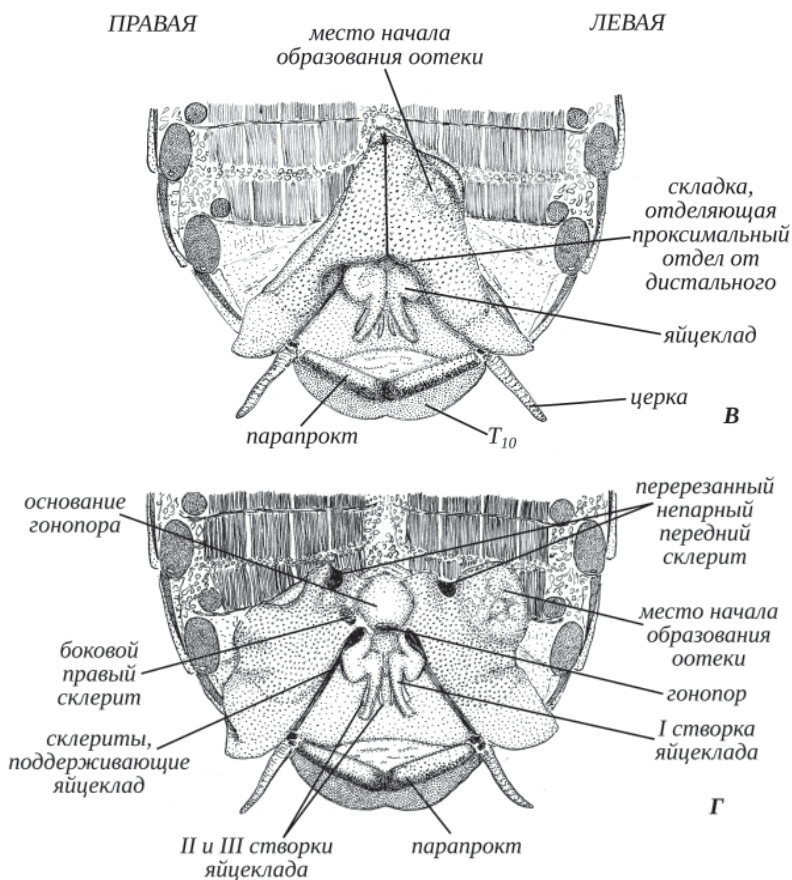 ПРАВАЯ
ЛЕВАЯ
место начала
образования оотеки
складка,
отделяющая
проксимальный
отдел от
дистального
яйцеклад
церка
В
парапрокт
T10
основание
гонопора
перерезанный
непарный
передний
склерит
место начала
образования
оотеки
боковой
правый
склерит
гонопор
I створка
яйцеклада
склериты,
поддерживающие
яйцеклад
Г
II и III створки
яйцеклада
парапрокт